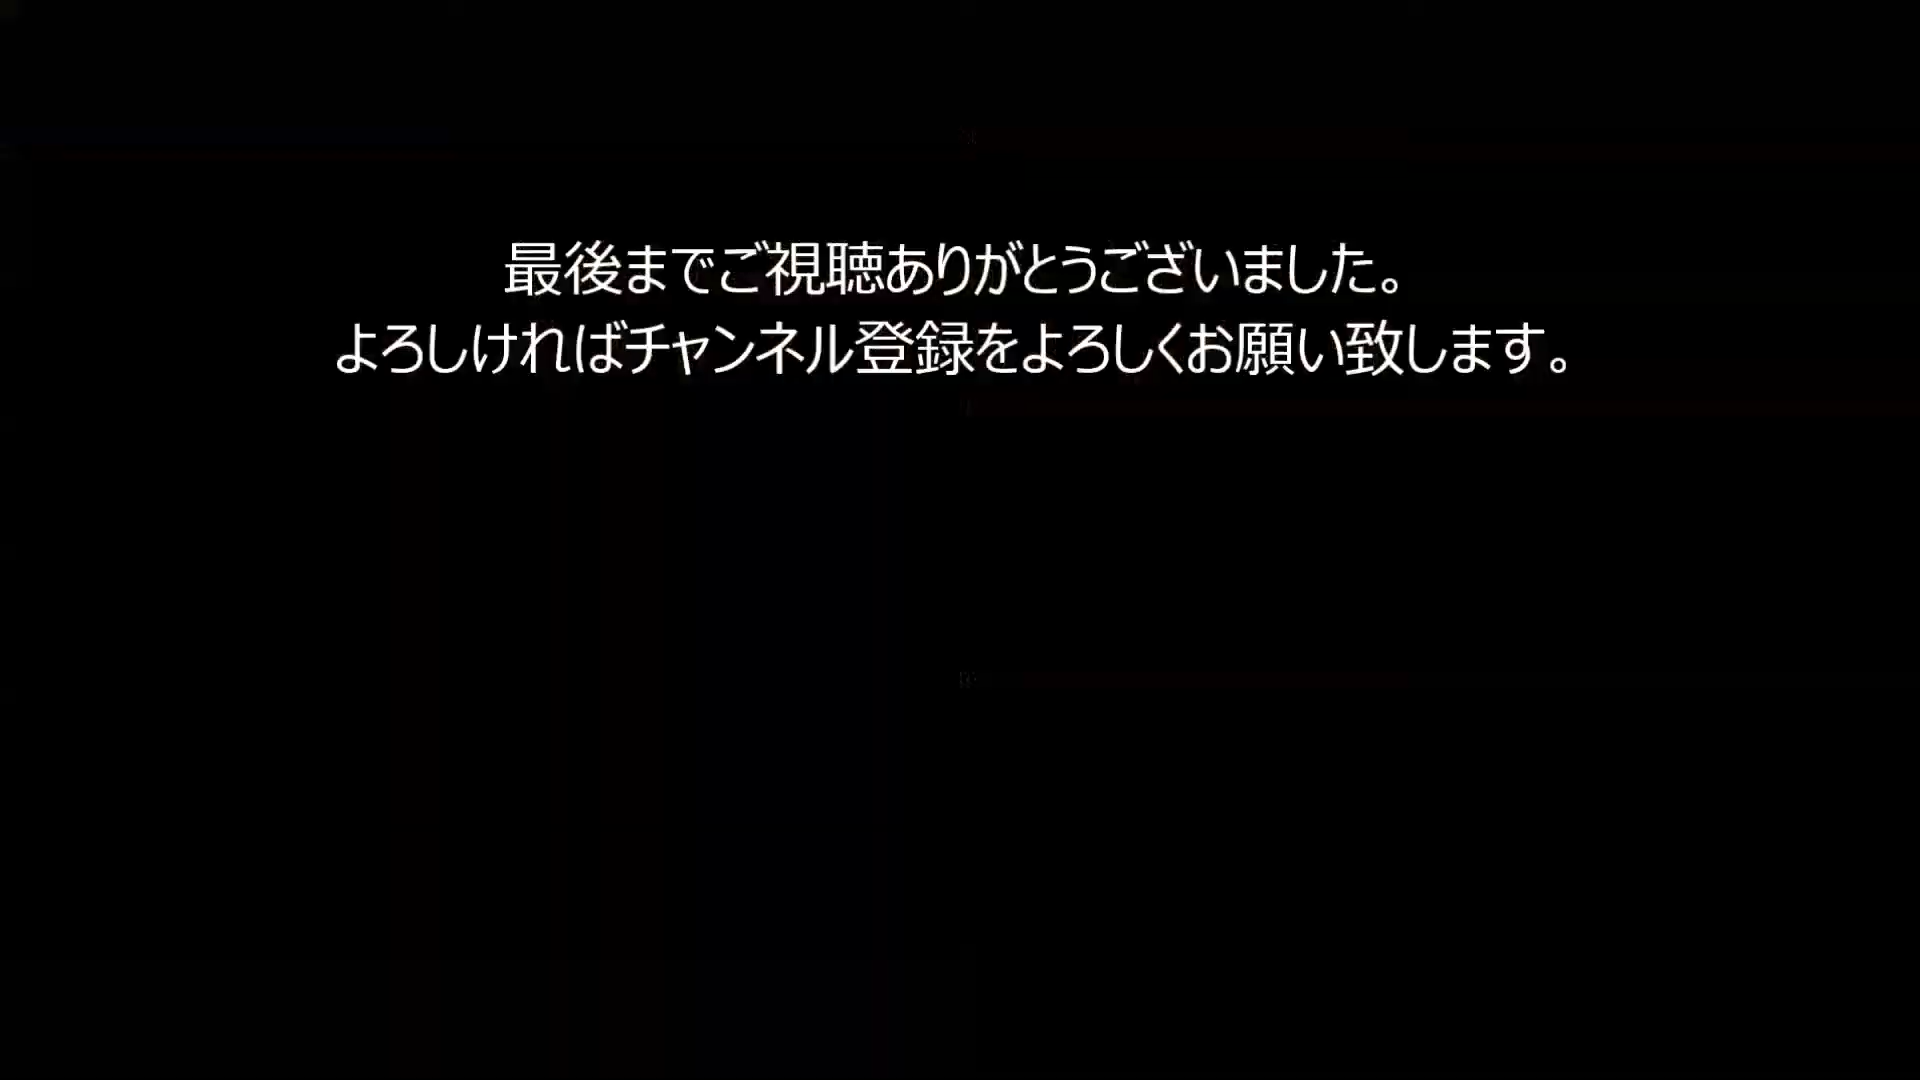 最後までご視聴ありがとうございました。
よろしければチャンネル登録をよろしくお願い致します。